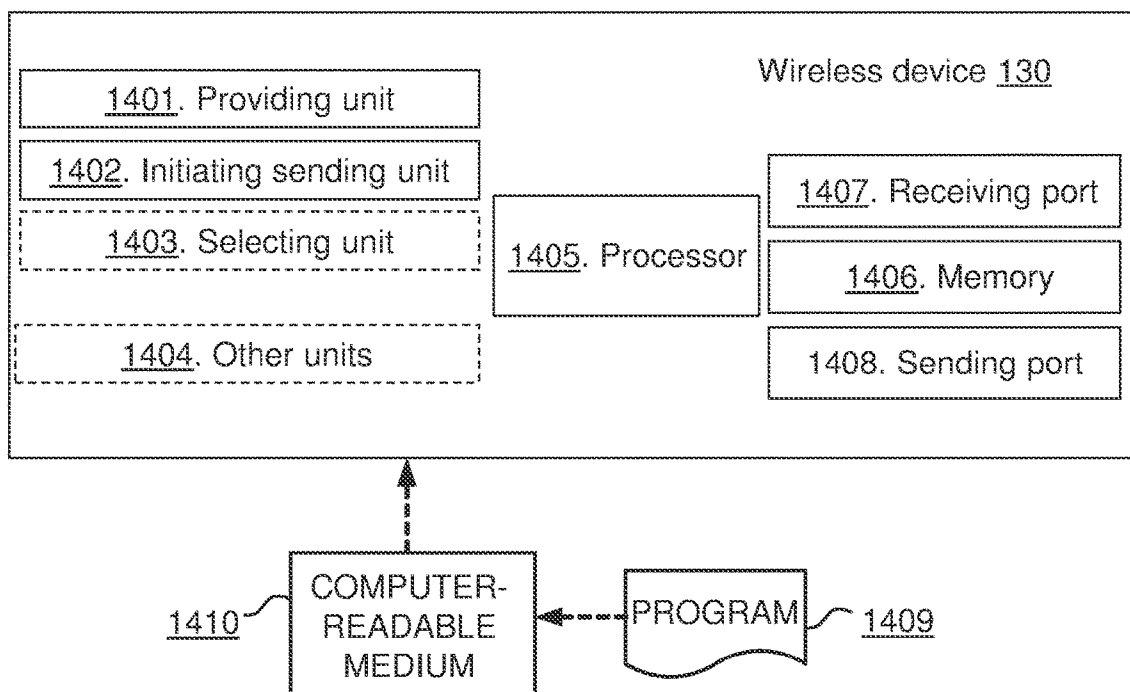 Wireless device 130
1401. Providing unit
1402. Initiating sending unit
1403. Selecting unit
1404. Other units
1405. Processor
1407. Receiving port
1406. Memory
1408. Sending port
1410
COMPUTER-
READABLE
MEDIUM
PROGRAM
1409